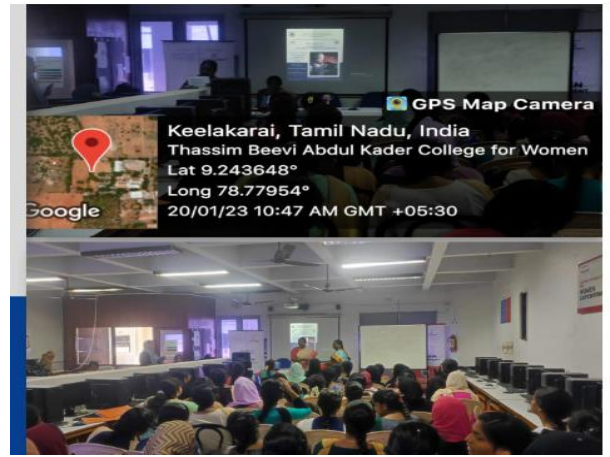 GPS Map Camera
Keelakarai, Tamil Nadu, India
Thassim Beevi Abdul Kader College for Women
Lat 9.243648°
Long 78.77954°
20/01/23 10:47 AM GMT +05:30
Google
WOMEN